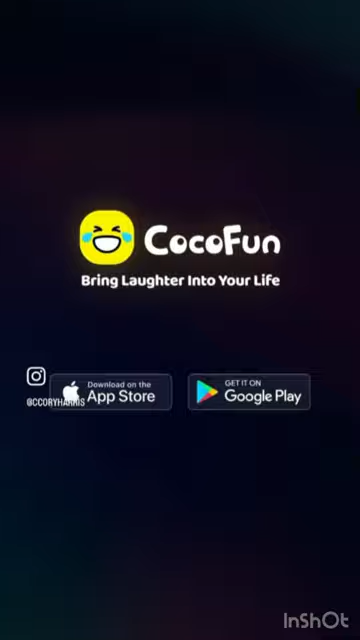 CocoFun
Bring Laughter Into Your Life
Download on the
App Store
GET IT ON
Google Play
@CCORYHARRIS
InShOt